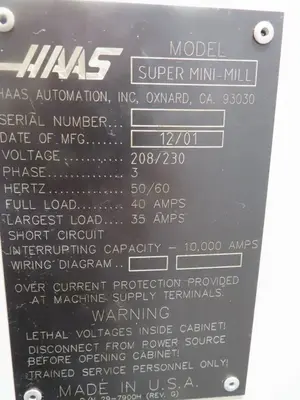 HAAS
MODEL
SUPER MINI-MILL
HAAS AUTOMATION, INC, OXNARD, CA. 93030
SERIAL NUMBER
DATE OF MFG. 12/01
VOLTAGE 208/230
PHASE 3
HERTZ 50/60
FULL LOAD 40 AMPS
LARGEST LOAD 35 AMPS
SHORT CIRCUIT
INTERRUPTING CAPACITY – 10,000 AMPS
WIRING DIAGRAM
OVER CURRENT PROTECTION PROVIDED
AT MACHINE SUPPLY TERMINALS.
WARNING
LETHAL VOLTAGES INSIDE CABINET!
DISCONNECT FROM POWER SOURCE
BEFORE OPENING CABINET!
TRAINED SERVICE PERSONNEL ONLY!
MADE IN U.S.A.
P/N 29-7900H (REV. G)